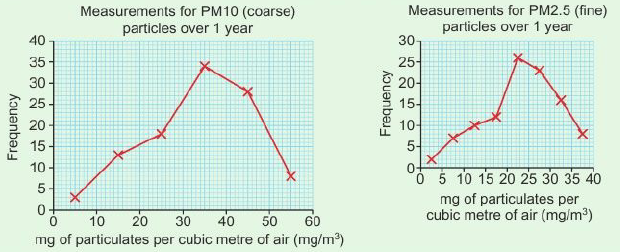 Measurements for PM10 (coarse)
particles over 1 year
Frequency
40
35
30
25
20
15
10
5
0
0 10 20 30 40 50 60
mg of particulates per cubic metre of air (mg/m³)
Measurements for PM2.5 (fine)
particles over 1 year
Frequency
30
25
20
15
10
5
0
0 5 10 15 20 25 30 35 40
mg of particulates per
cubic metre of air (mg/m³)